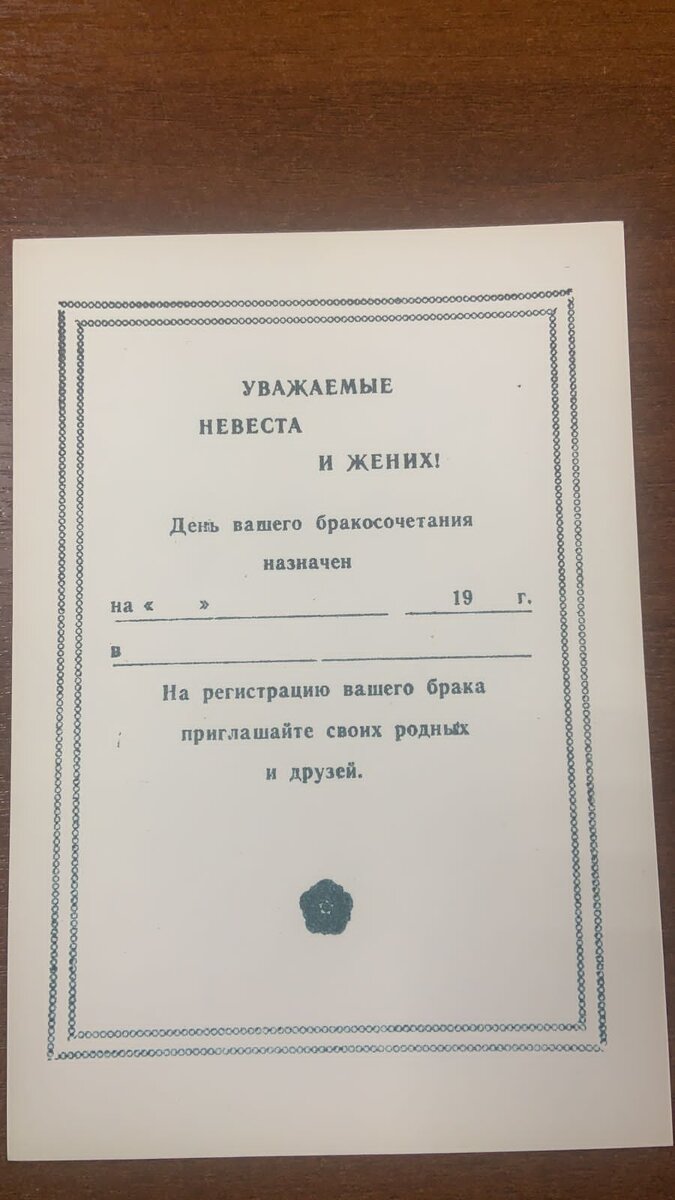 УВАЖАЕМЫЕ
НЕВЕСТА
И ЖЕНИХ!
День вашего бракосочетания
назначен
на « » 19 г.
в
На регистрацию вашего брака
приглашайте своих родных
и друзей.